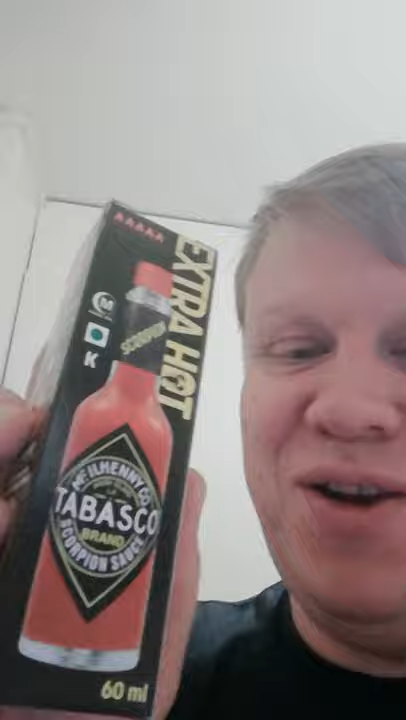 EXTRA HOT
M
K
SCORPION
McILHENNY CO.
TABASCO
BRAND
SCORPION SAUCE
60 ml